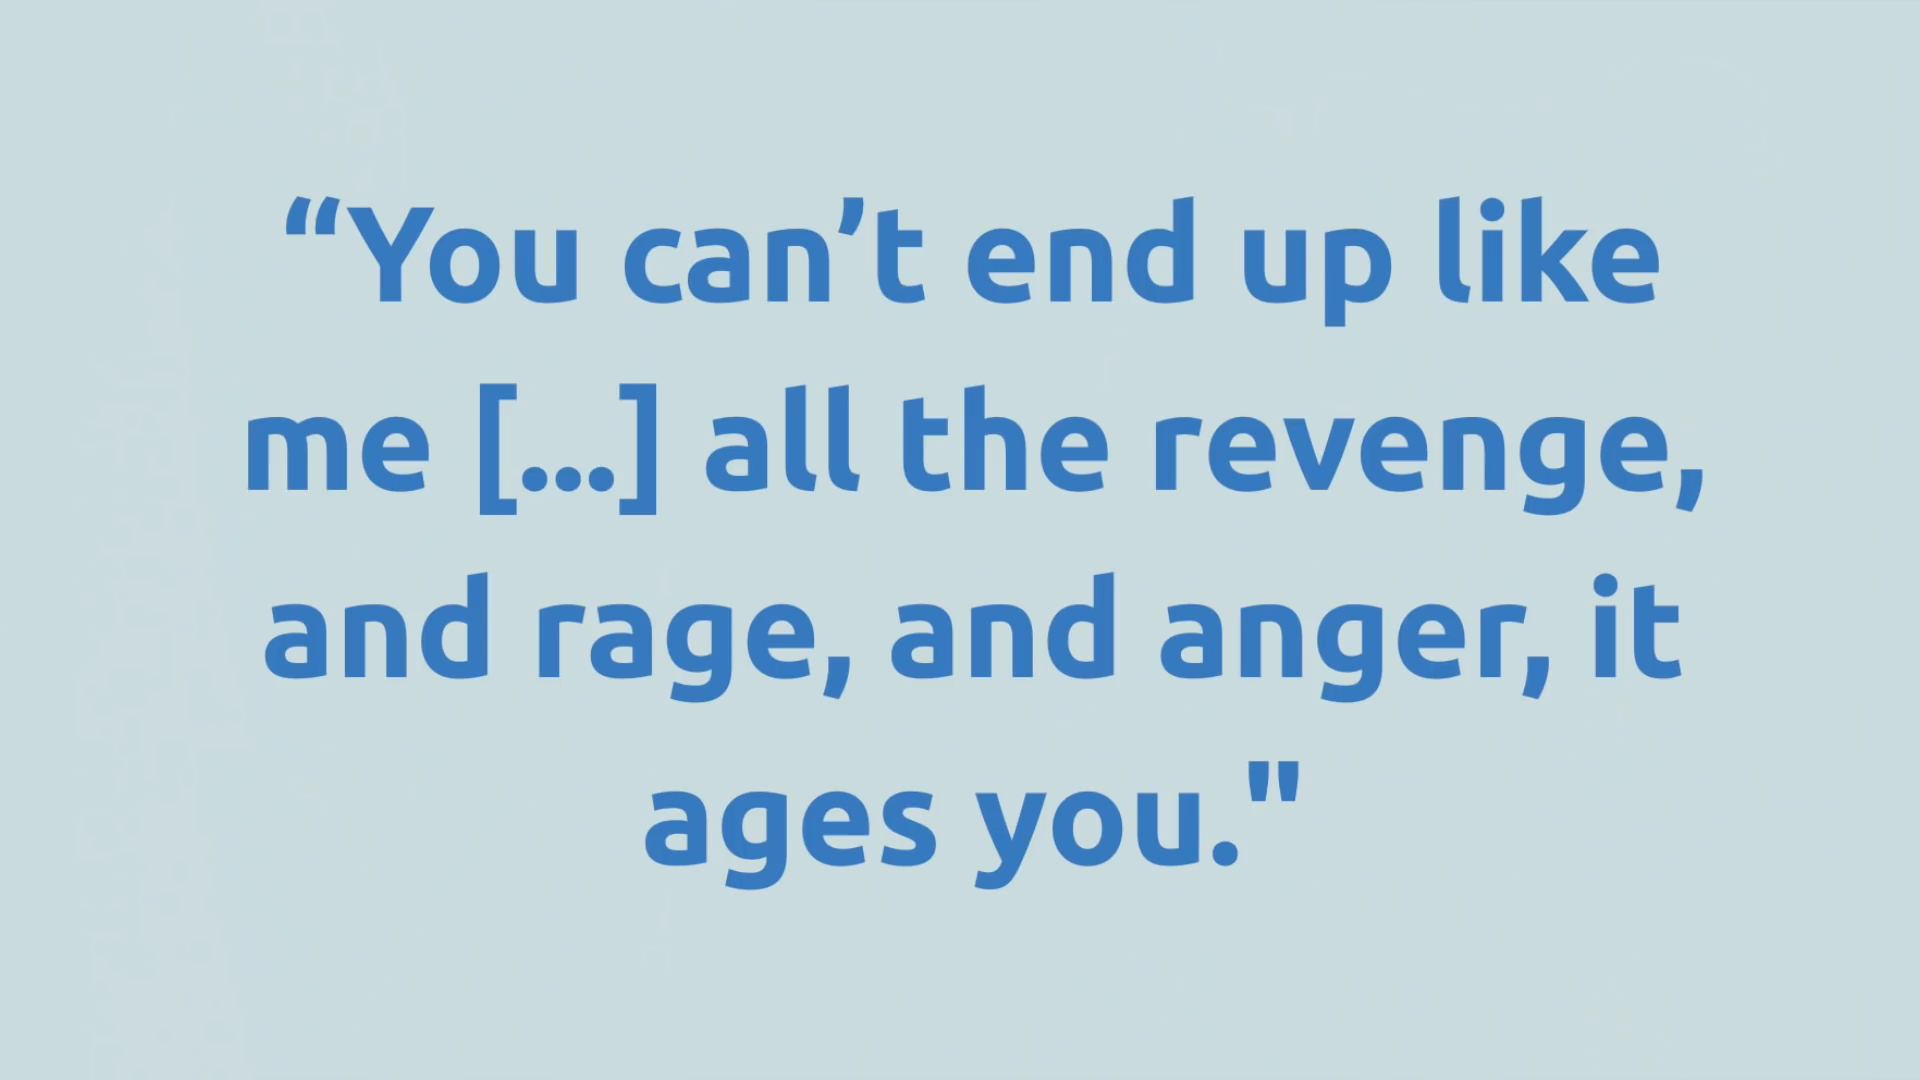 “You can’t end up like
me [...] all the revenge,
and rage, and anger, it
ages you."